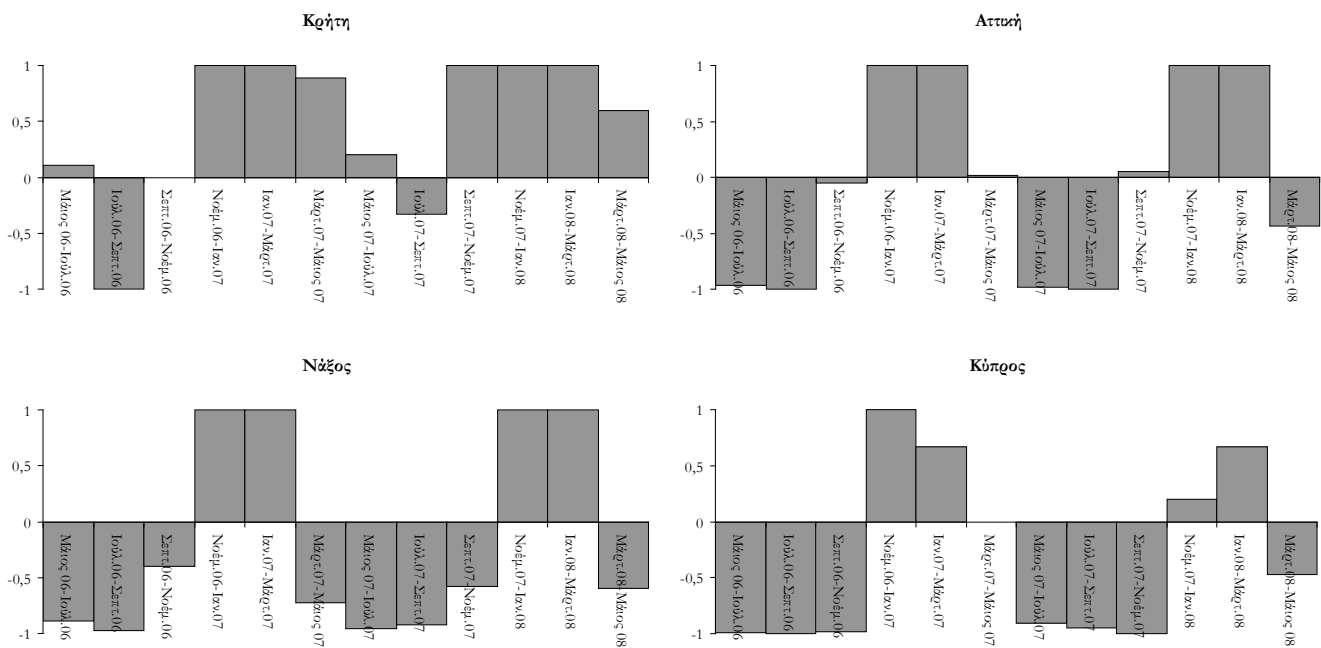 Κρήτη
1
0,5
0
-0,5
-1
Μάιος 06-Ιούλ.06
Ιούλ.06-Σεπτ.06
Σεπτ.06-Νοέμ.06
Νοέμ.06-Ιαν.07
Ιαν.07-Μάρτ.07
Μάρτ.07-Μάιος 07
Μάιος 07-Ιούλ.07
Ιούλ.07-Σεπτ.07
Σεπτ.07-Νοέμ.07
Νοέμ.07-Ιαν.08
Ιαν.08-Μάρτ.08
Μάρτ.08-Μάιος 08
Αττική
1
0,5
0
-0,5
-1
Μάιος 06-Ιούλ.06
Ιούλ.06-Σεπτ.06
Σεπτ.06-Νοέμ.06
Νοέμ.06-Ιαν.07
Ιαν.07-Μάρτ.07
Μάρτ.07-Μάιος 07
Μάιος 07-Ιούλ.07
Ιούλ.07-Σεπτ.07
Σεπτ.07-Νοέμ.07
Νοέμ.07-Ιαν.08
Ιαν.08-Μάρτ.08
Μάρτ.08-Μάιος 08
Νάξος
1
0,5
0
-0,5
-1
Μάιος 06-Ιούλ.06
Ιούλ.06-Σεπτ.06
Σεπτ.06-Νοέμ.06
Νοέμ.06-Ιαν.07
Ιαν.07-Μάρτ.07
Μάρτ.07-Μάιος 07
Μάιος 07-Ιούλ.07
Ιούλ.07-Σεπτ.07
Σεπτ.07-Νοέμ.07
Νοέμ.07-Ιαν.08
Ιαν.08-Μάρτ.08
Μάρτ.08-Μάιος 08
Κύπρος
1
0,5
0
-0,5
-1
Μάιος 06-Ιούλ.06
Ιούλ.06-Σεπτ.06
Σεπτ.06-Νοέμ.06
Νοέμ.06-Ιαν.07
Ιαν.07-Μάρτ.07
Μάρτ.07-Μάιος 07
Μάιος 07-Ιούλ.07
Ιούλ.07-Σεπτ.07
Σεπτ.07-Νοέμ.07
Νοέμ.07-Ιαν.08
Ιαν.08-Μάρτ.08
Μάρτ.08-Μάιος 08